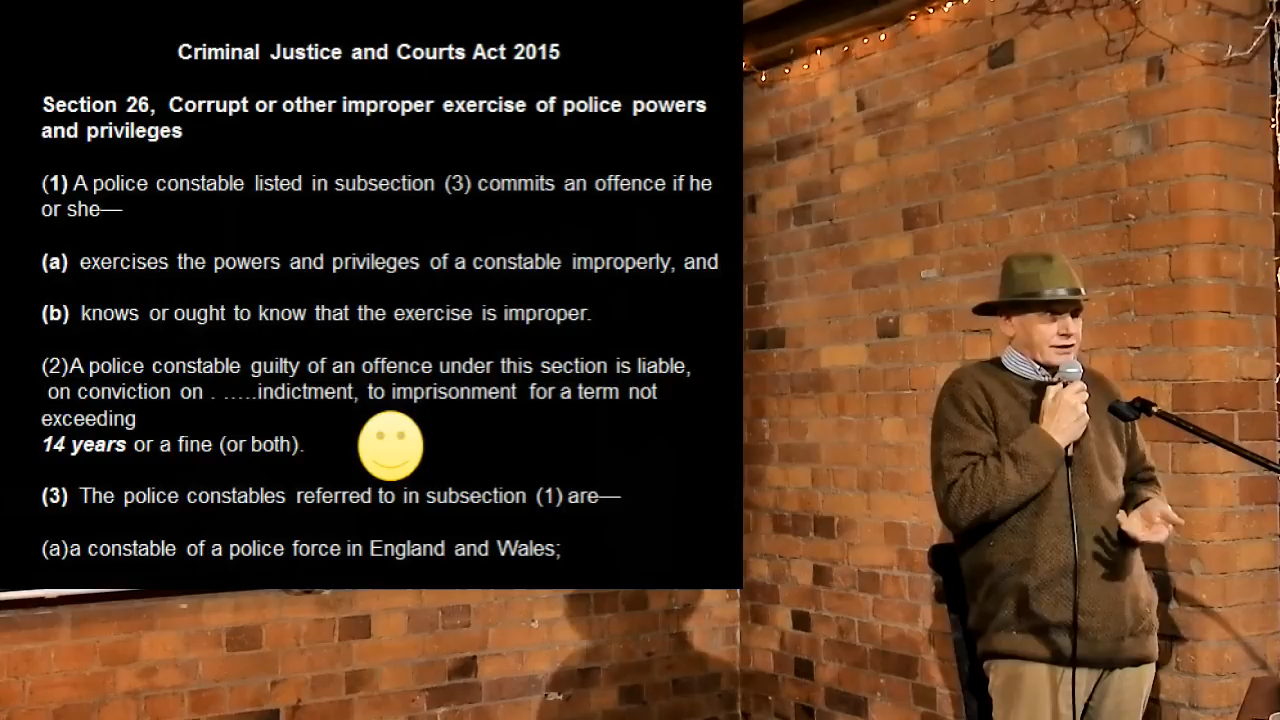 Criminal Justice and Courts Act 2015
Section 26, Corrupt or other improper exercise of police powers
and privileges
(1) A police constable listed in subsection (3) commits an offence if he
or she—
(a) exercises the powers and privileges of a constable improperly, and
(b) knows or ought to know that the exercise is improper.
(2)A police constable guilty of an offence under this section is liable,
on conviction on . …..indictment, to imprisonment for a term not
exceeding
14 years or a fine (or both).
(3) The police constables referred to in subsection (1) are—
(a)a constable of a police force in England and Wales;